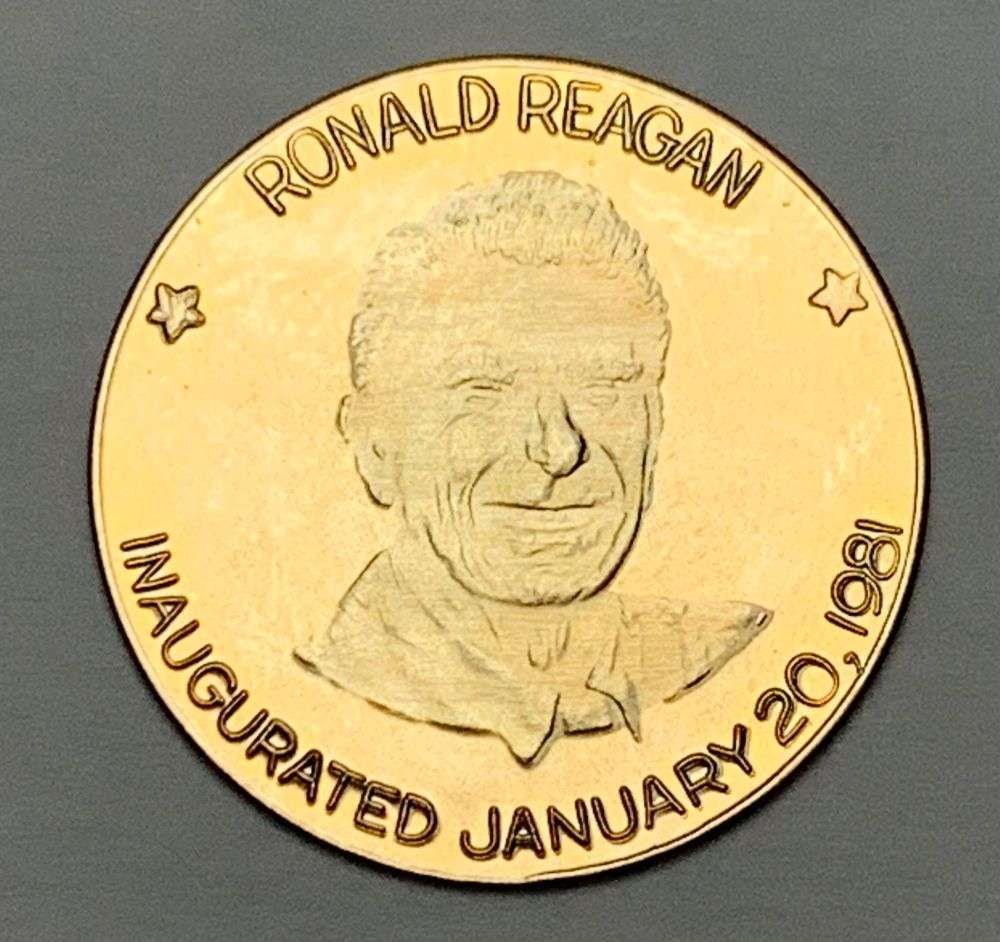 RONALD REAGAN
INAUGURATED JANUARY 20, 1981